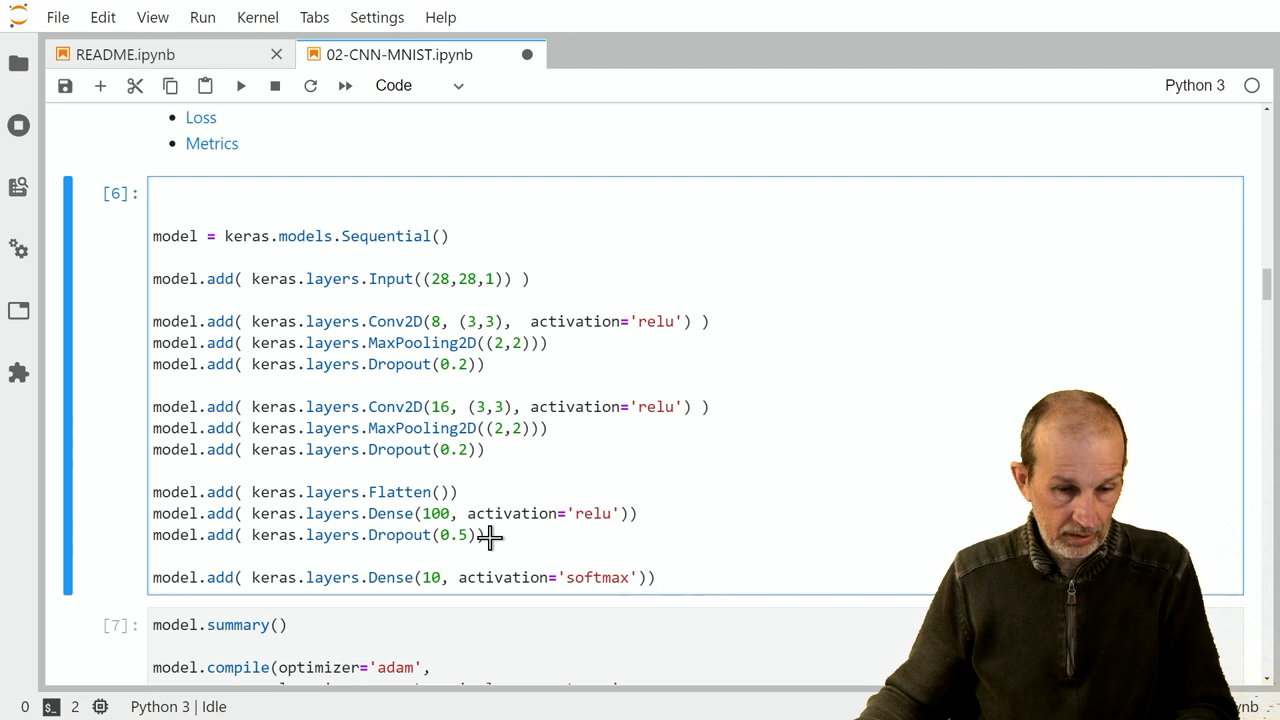 File Edit View Run Kernel Tabs Settings Help
README.ipynb 02-CNN-MNIST.ipynb
Code Python 3
Loss
Metrics
[6]:
model = keras.models.Sequential()
model.add( keras.layers.Input((28,28,1)) )
model.add( keras.layers.Conv2D(8, (3,3),  activation='relu') )
model.add( keras.layers.MaxPooling2D((2,2)))
model.add( keras.layers.Dropout(0.2))
model.add( keras.layers.Conv2D(16, (3,3), activation='relu') )
model.add( keras.layers.MaxPooling2D((2,2)))
model.add( keras.layers.Dropout(0.2))
model.add( keras.layers.Flatten())
model.add( keras.layers.Dense(100, activation='relu'))
model.add( keras.layers.Dropout(0.5))
model.add( keras.layers.Dense(10, activation='softmax'))
[7]: model.summary()
model.compile(optimizer='adam',
0 $_ 2 Python 3 | Idle